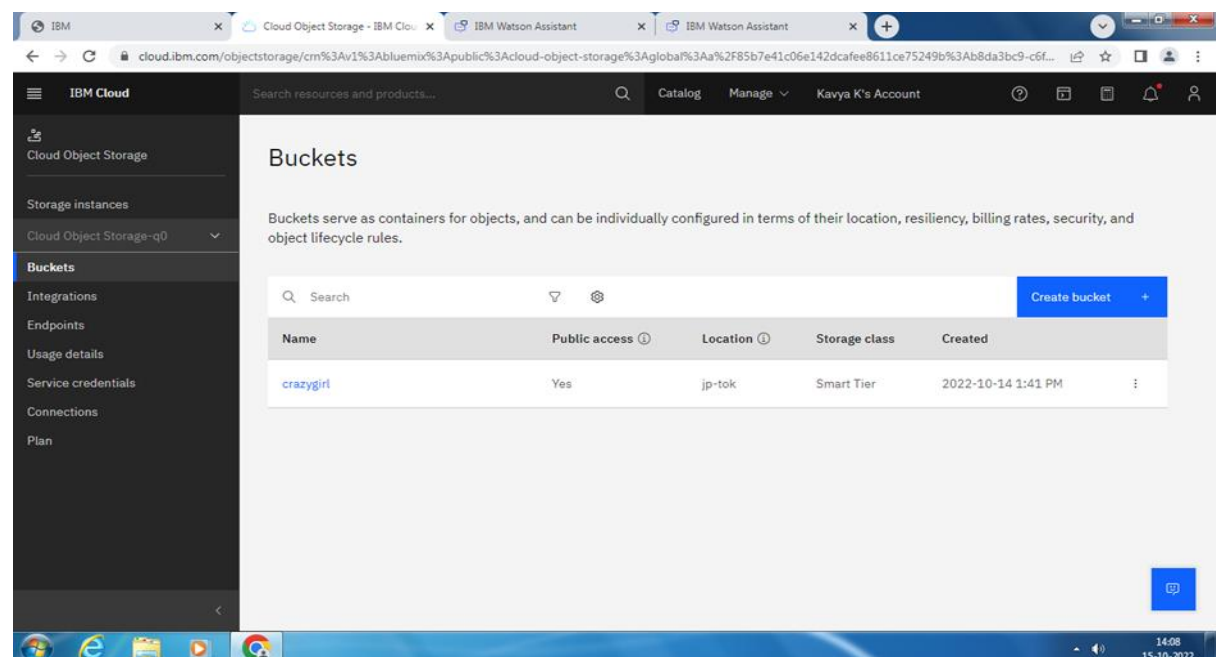 IBM
Cloud Object Storage - IBM Clou
IBM Watson Assistant
IBM Watson Assistant
cloud.ibm.com/objectstorage/crn%3Av1%3Abluemix%3Apublic%3Acloud-object-storage%3Aglobal%3Aa%2F85b7e41c06e142dcafee8611ce75249b%3Ab8da3bc9-c6f...
IBM Cloud
Search resources and products...
Catalog
Manage
Kavya K's Account
Cloud Object Storage
Storage instances
Cloud Object Storage-q0
Buckets
Integrations
Endpoints
Usage details
Service credentials
Connections
Plan
Buckets
Buckets serve as containers for objects, and can be individually configured in terms of their location, resiliency, billing rates, security, and
object lifecycle rules.
Search
Create bucket +
Name Public access Location Storage class Created
crazygirl Yes jp-tok Smart Tier 2022-10-14 1:41 PM
14:08
15-10-2022